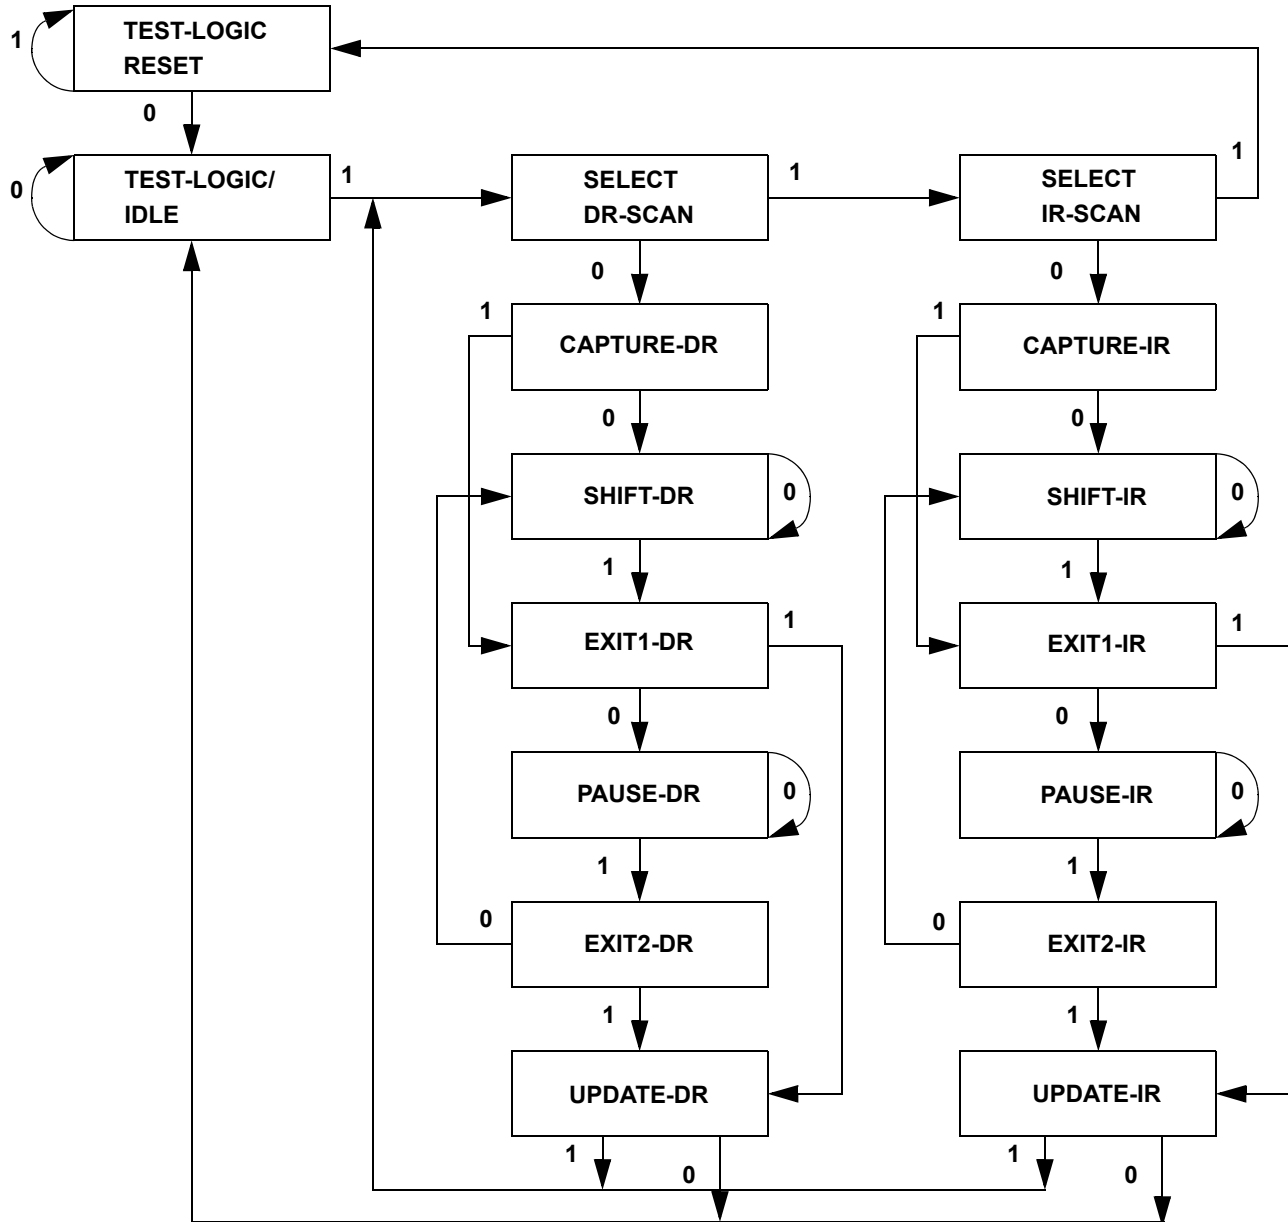 TEST-LOGIC
RESET
1
0
TEST-LOGIC/
IDLE
0
1
SELECT
DR-SCAN
1
SELECT
IR-SCAN
1
0
0
1
CAPTURE-DR
1
CAPTURE-IR
0
0
SHIFT-DR
0
SHIFT-IR
0
1
1
EXIT1-DR
1
EXIT1-IR
1
0
0
PAUSE-DR
0
PAUSE-IR
0
1
1
0
EXIT2-DR
0
EXIT2-IR
1
1
UPDATE-DR
UPDATE-IR
1
0
1
0